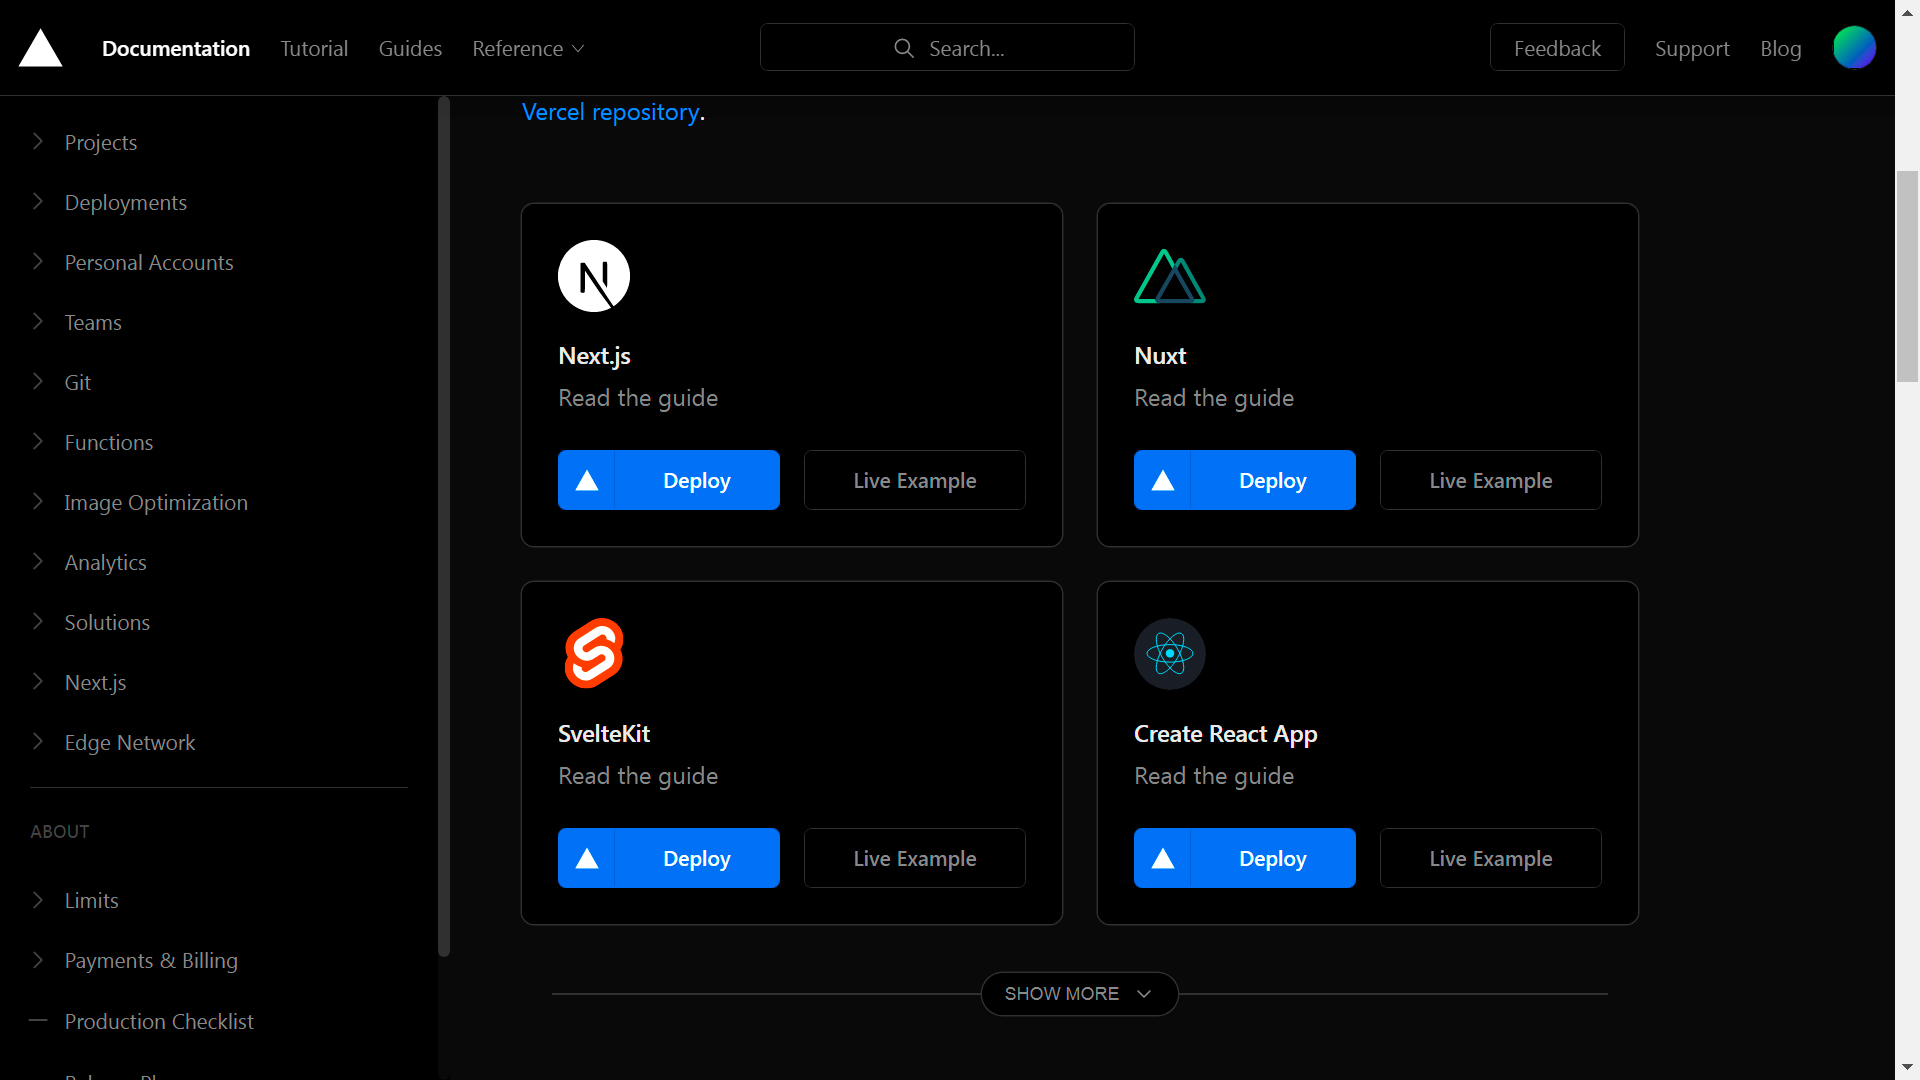 Documentation
Tutorial
Guides
Reference
Search...
Feedback
Support
Blog
Projects
Deployments
Personal Accounts
Teams
Git
Functions
Image Optimization
Analytics
Solutions
Next.js
Edge Network
ABOUT
Limits
Payments & Billing
Production Checklist
Vercel repository.
Next.js
Read the guide
Deploy
Live Example
Nuxt
Read the guide
Deploy
Live Example
SvelteKit
Read the guide
Deploy
Live Example
Create React App
Read the guide
Deploy
Live Example
SHOW MORE